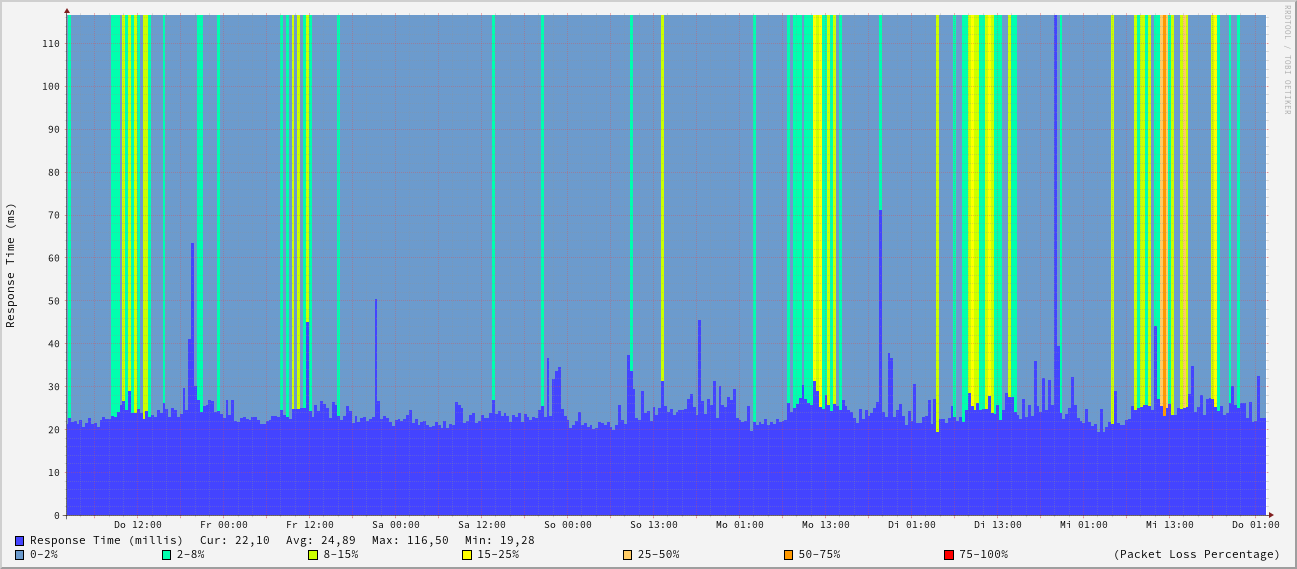 RRDTOOL / TOBI OETIKER
Response Time (ms)
110
100
90
80
70
60
50
40
30
20
10
0
Do 12:00 Fr 00:00 Fr 12:00 Sa 00:00 Sa 12:00 So 00:00 So 13:00 Mo 01:00 Mo 13:00 Di 01:00 Di 13:00 Mi 01:00 Mi 13:00 Do 01:00
Response Time (millis) Cur: 22,10 Avg: 24,89 Max: 116,50 Min: 19,28
0-2% 2-8% 8-15% 15-25% 25-50% 50-75% 75-100% (Packet Loss Percentage)